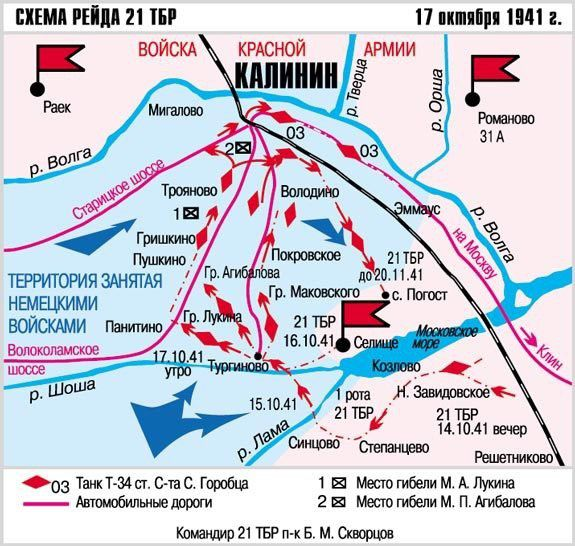 СХЕМА РЕЙДА 21 ТБР
17 октября 1941 г.
ВОЙСКА КРАСНОЙ АРМИИ
КАЛИНИН
Раек
Мигалово
р. Тверца
р. Орша
Романово
31 А
р. Волга
03
03
2
Старицкое шоссе
Трояново
Володино
1
Эммаус
р. Волга
на Москву
Гришкино
Пушкино
Покровское
21 ТБР
до 20.11.41
ТЕРРИТОРИЯ ЗАНЯТАЯ
НЕМЕЦКИМИ
ВОЙСКАМИ
Гр. Агибалова
Гр. Маковского
с. Погост
Гр. Лукина
Панитино
21 ТБР
16.10.41
Селище
Московское
море
Волоколамское
шоссе
17.10.41
утро
Тургиново
Козлово
Клин
р. Шоша
15.10.41
1 рота
21 ТБР
Н. Завидовское
21 ТБР
14.10.41 вечер
р. Лама
Синцово
Степанцево
Решетниково
03 Танк Т-34 ст. С-та С. Горобца
Автомобильные дороги
1 Место гибели М. А. Лукина
2 Место гибели М. П. Агибалова
Командир 21 ТБР п-к Б. М. Скворцов